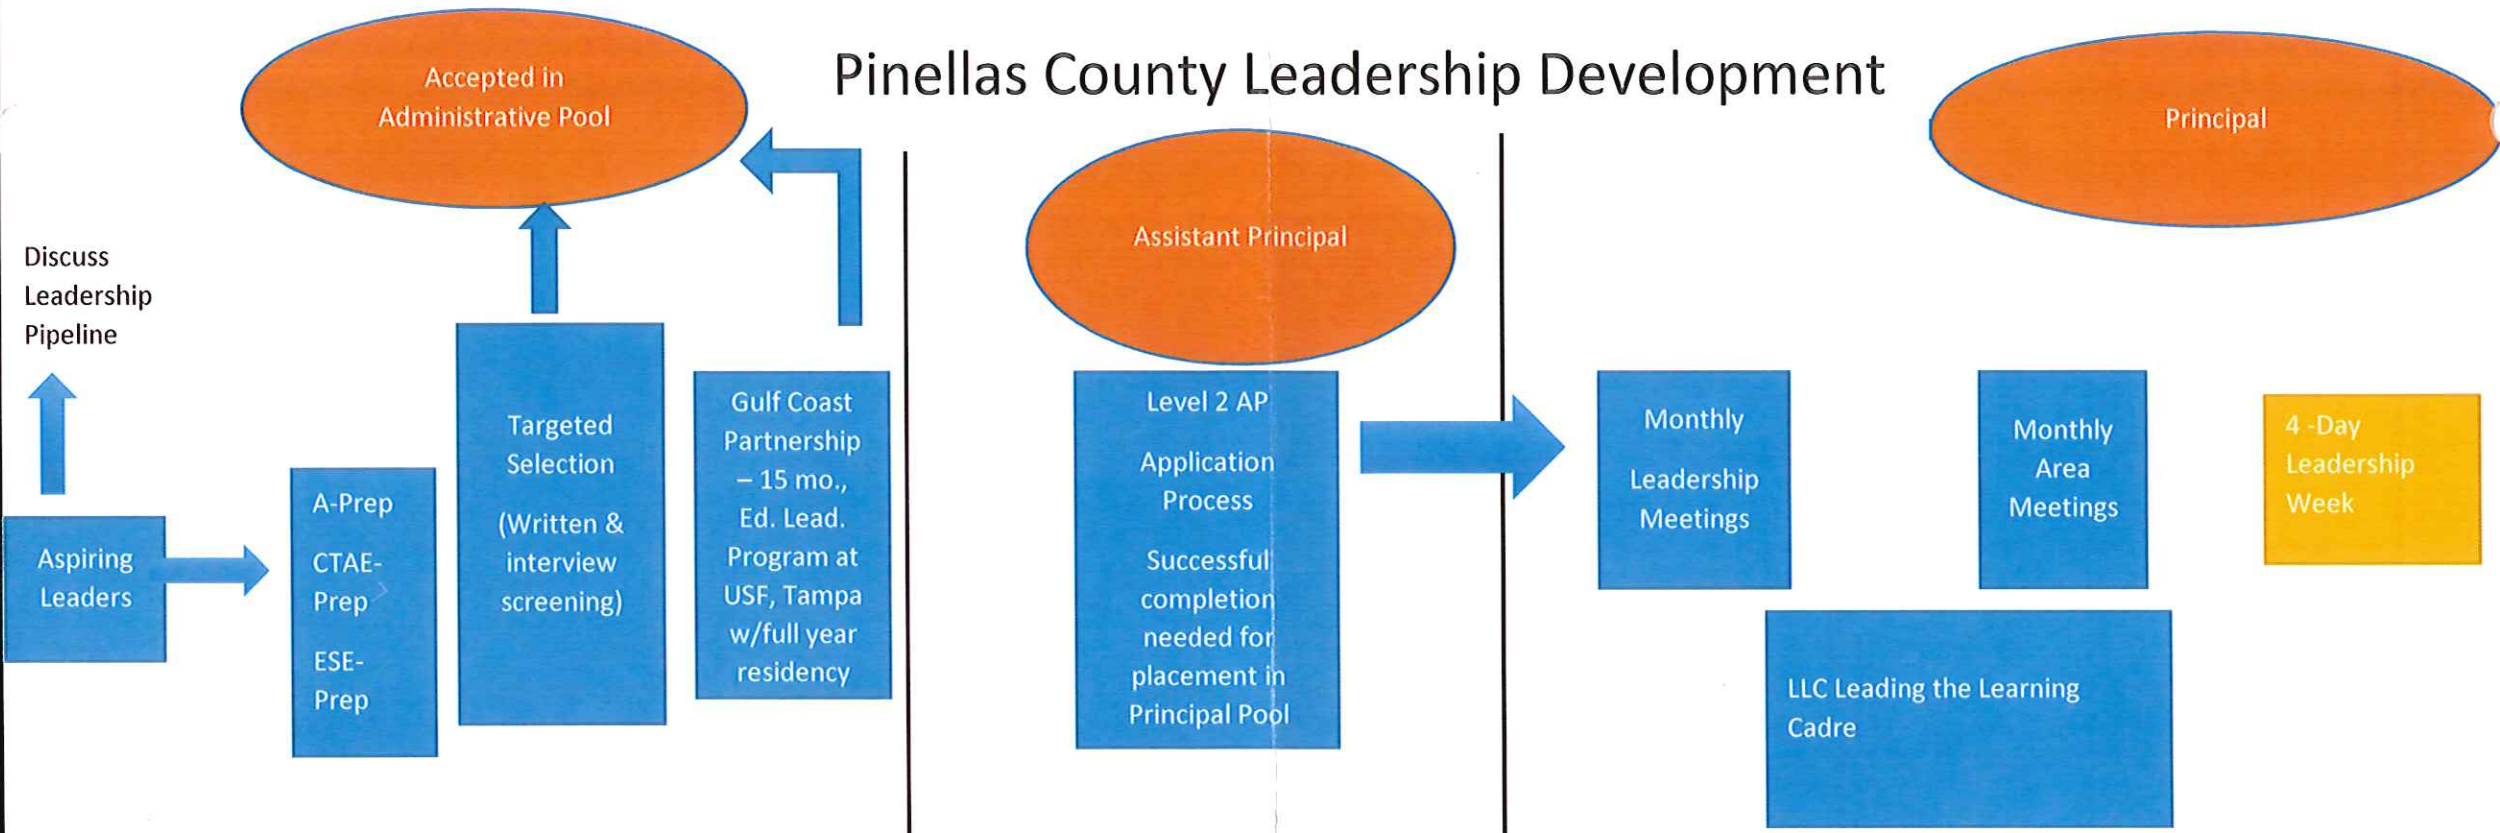 Pinellas County Leadership Development
Accepted in
Administrative Pool
Discuss
Leadership
Pipeline
Aspiring
Leaders
A-Prep
CTAE-
Prep
ESE-
Prep
Targeted
Selection
(Written &
interview
screening)
Gulf Coast
Partnership
– 15 mo.,
Ed. Lead.
Program at
USF, Tampa
w/full year
residency
Assistant Principal
Level 2 AP
Application
Process
Successful
completion
needed for
placement in
Principal Pool
Principal
Monthly
Leadership
Meetings
Monthly
Area
Meetings
4 -Day
Leadership
Week
LLC Leading the Learning
Cadre